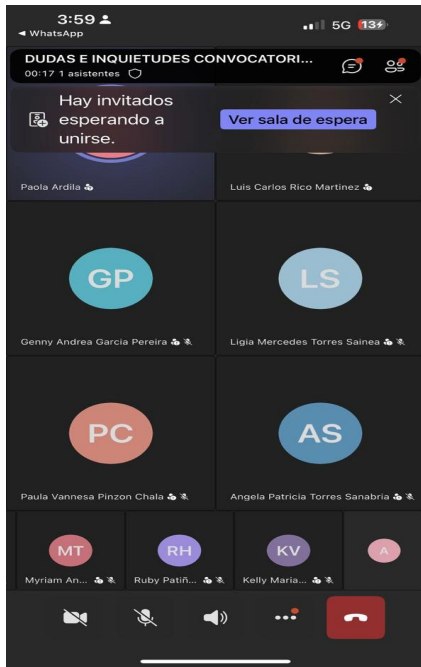 3:59
5G 13
◄ WhatsApp
DUDAS E INQUIETUDES CONVOCATORI...
00:17 1 asistentes
Hay invitados
esperando a
unirse.
Ver sala de espera
Paola Ardila
Luis Carlos Rico Martinez
GP
LS
Genny Andrea Garcia Pereira
Ligia Mercedes Torres Sainea
PC
AS
Paula Vannesa Pinzon Chala
Angela Patricia Torres Sanabria
MT
RH
KV
A
Myriam An...
Ruby Patiñ...
Kelly Maria...